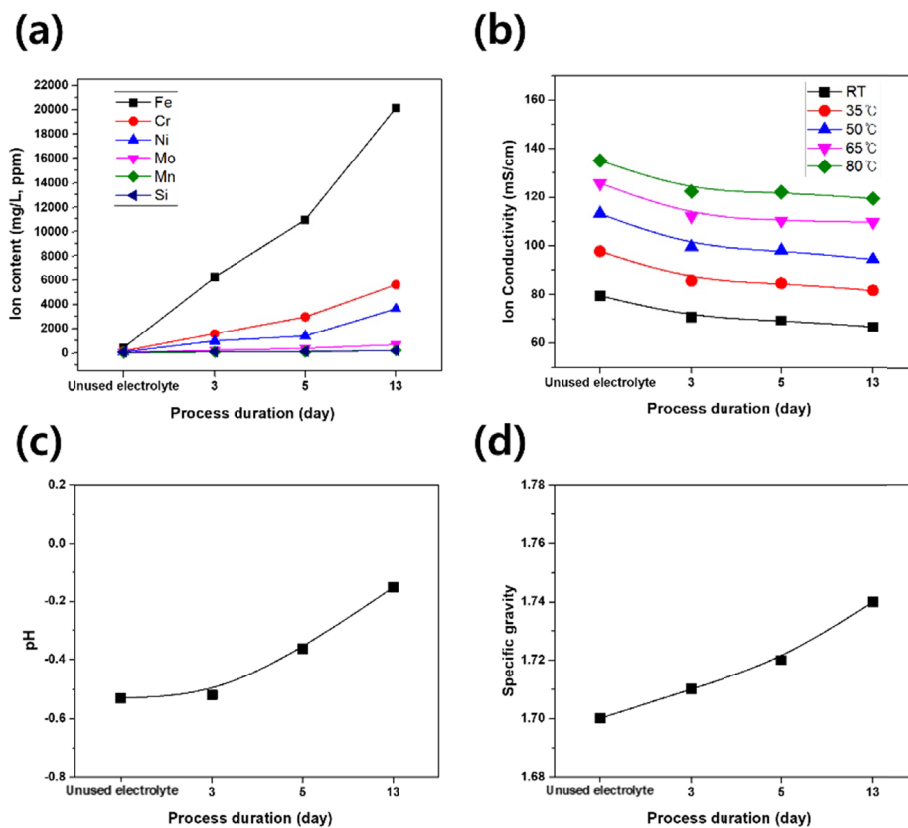 (a)
Ion content (mg/L, ppm)
22000
20000
18000
16000
14000
12000
10000
8000
6000
4000
2000
0
Fe
Cr
Ni
Mo
Mn
Si
Unused electrolyte 3 5 13
Process duration (day)
(b)
Ion Conductivity (mS/cm)
160
140
120
100
80
60
RT
35℃
50℃
65℃
80℃
Unused electrolyte 3 5 13
Process duration (day)
(c)
pH
0.2
0.0
-0.2
-0.4
-0.6
-0.8
Unused electrolyte 3 5 13
Process duration (day)
(d)
Specific gravity
1.78
1.76
1.74
1.72
1.70
1.68
Unused electrolyte 3 5 13
Process duration (day)